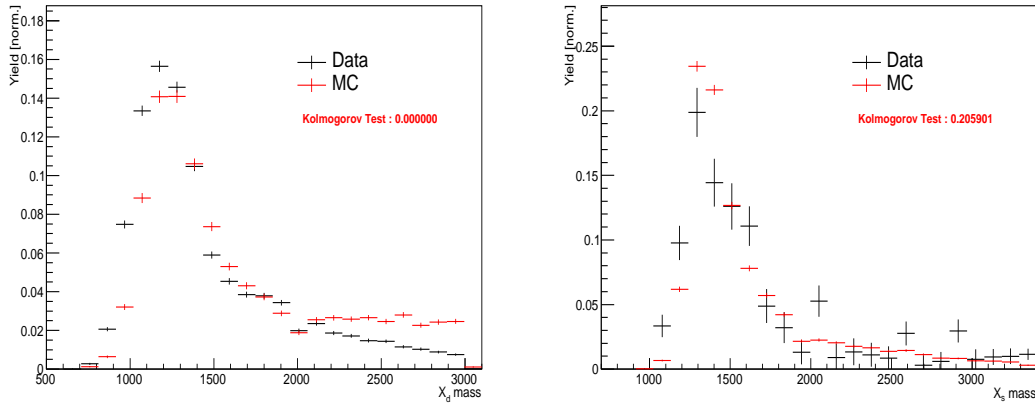 Yield [norm.]
0.18
0.16
0.14
0.12
0.1
0.08
0.06
0.04
0.02
0
500
1000
1500
2000
2500
3000
X_d mass
Data
MC
Kolmogorov Test : 0.000000
Yield [norm.]
0.25
0.2
0.15
0.1
0.05
0
1000
1500
2000
2500
3000
X_s mass
Data
MC
Kolmogorov Test : 0.205901